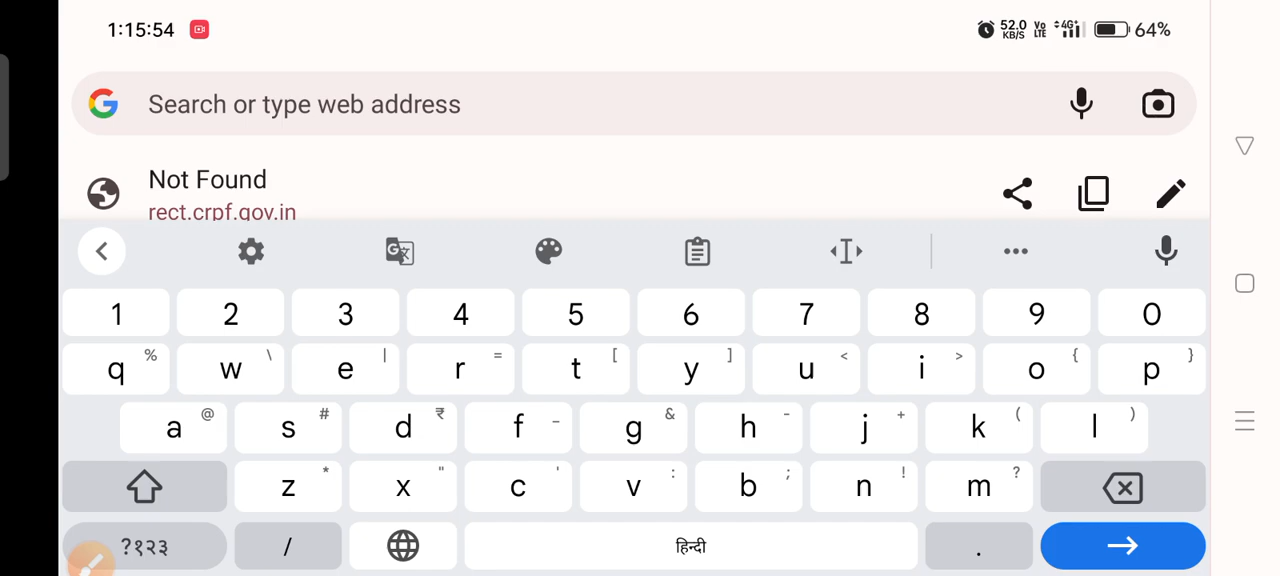 1:15:54 52.0 KB/S Vo LTE 4G+ 64%
Search or type web address
Not Found
rect.crpf.gov.in
1 2 3 4 5 6 7 8 9 0
q % w \ e | r = t [ y ] u < i > o { p }
a @ s # d ₹ f _ g & h - j + k ( l )
z * x " c ' v : b ; n ! m ?
?१२३ / हिन्दी .